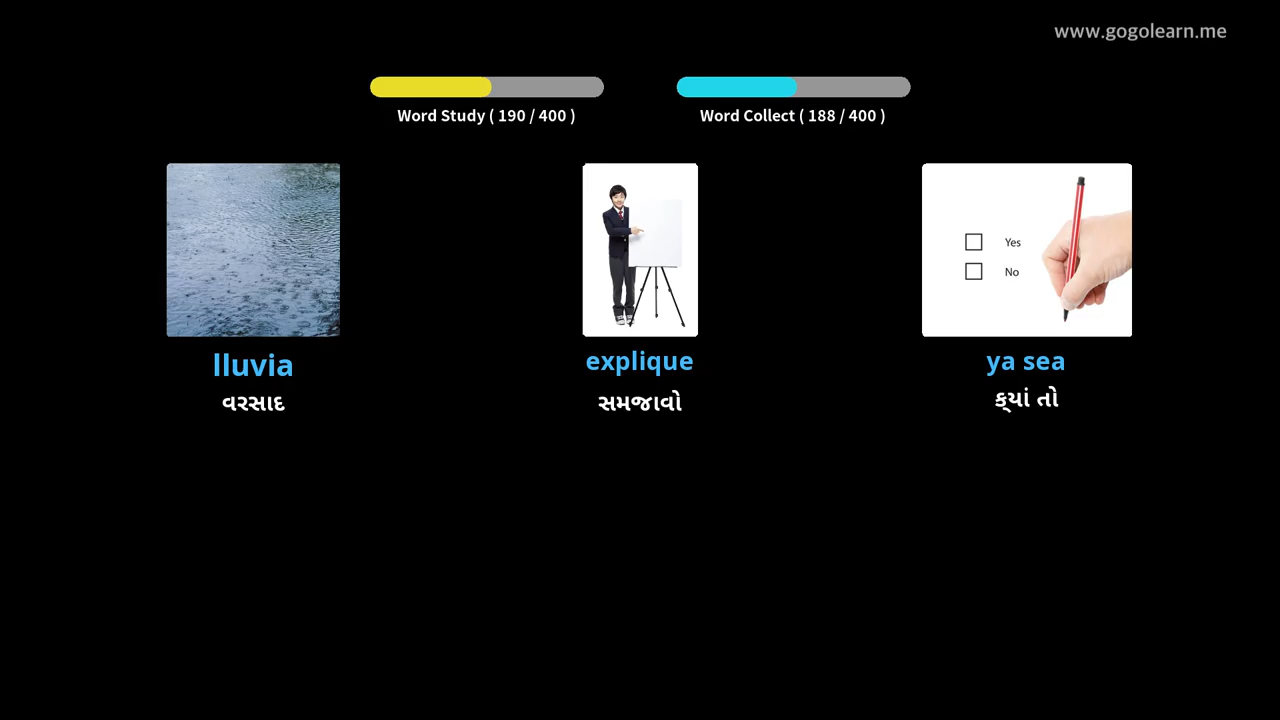 www.gogolearn.me
Word Study ( 190 / 400 )
Word Collect ( 188 / 400 )
Yes
No
lluvia
explique
ya sea
વરસાદ
સમજાવો
ક્યાં તો